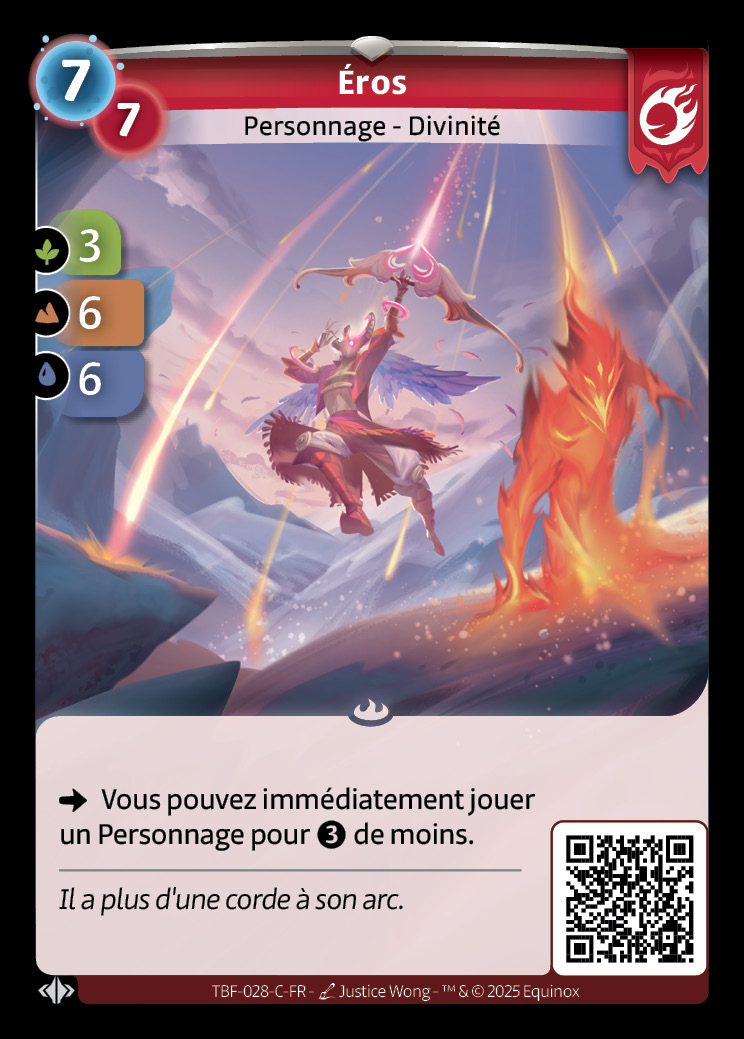 7
Éros
7
Personnage - Divinité
3
6
6
Vous pouvez immédiatement jouer
un Personnage pour 3 de moins.
Il a plus d'une corde à son arc.
TBF-028-C-FR - Justice Wong - ™ & © 2025 Equinox